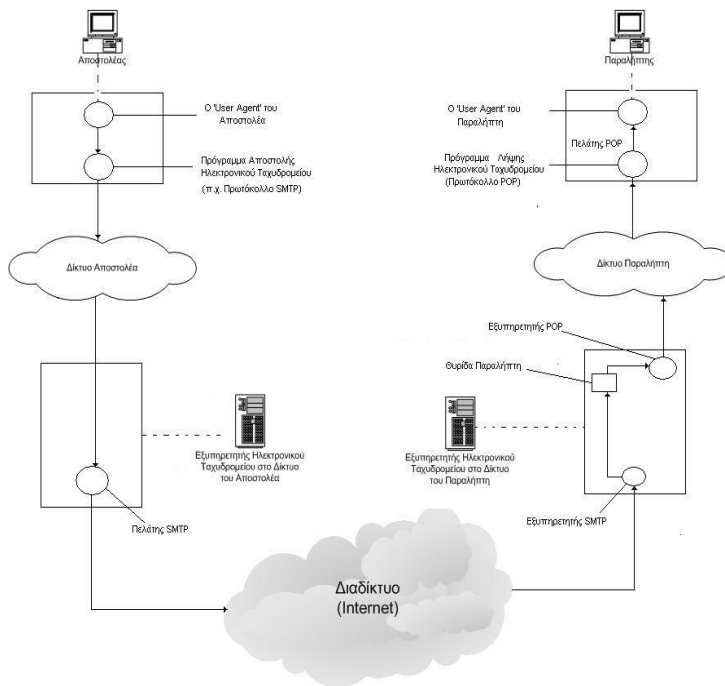 Αποστολέας
Παραλήπτης
Ο 'User Agent' του
Αποστολέα
Πρόγραμμα Αποστολής
Ηλεκτρονικού Ταχυδρομείου
(π.χ. Πρωτόκολλο SMTP)
Ο 'User Agent' του
Παραλήπτη
Πελάτης POP
Πρόγραμμα Λήψης
Ηλεκτρονικού Ταχυδρομείου
(Πρωτόκολλο POP)
Δίκτυο Αποστολέα
Δίκτυο Παραλήπτη
Εξυπηρετητής POP
Θυρίδα Παραλήπτη
Εξυπηρετητής Ηλεκτρονικού
Ταχυδρομείου στο Δίκτυο
του Αποστολέα
Εξυπηρετητής Ηλεκτρονικού
Ταχυδρομείου στο Δίκτυο
του Παραλήπτη
Πελάτης SMTP
Εξυπηρετητής SMTP
Διαδίκτυο
(Internet)